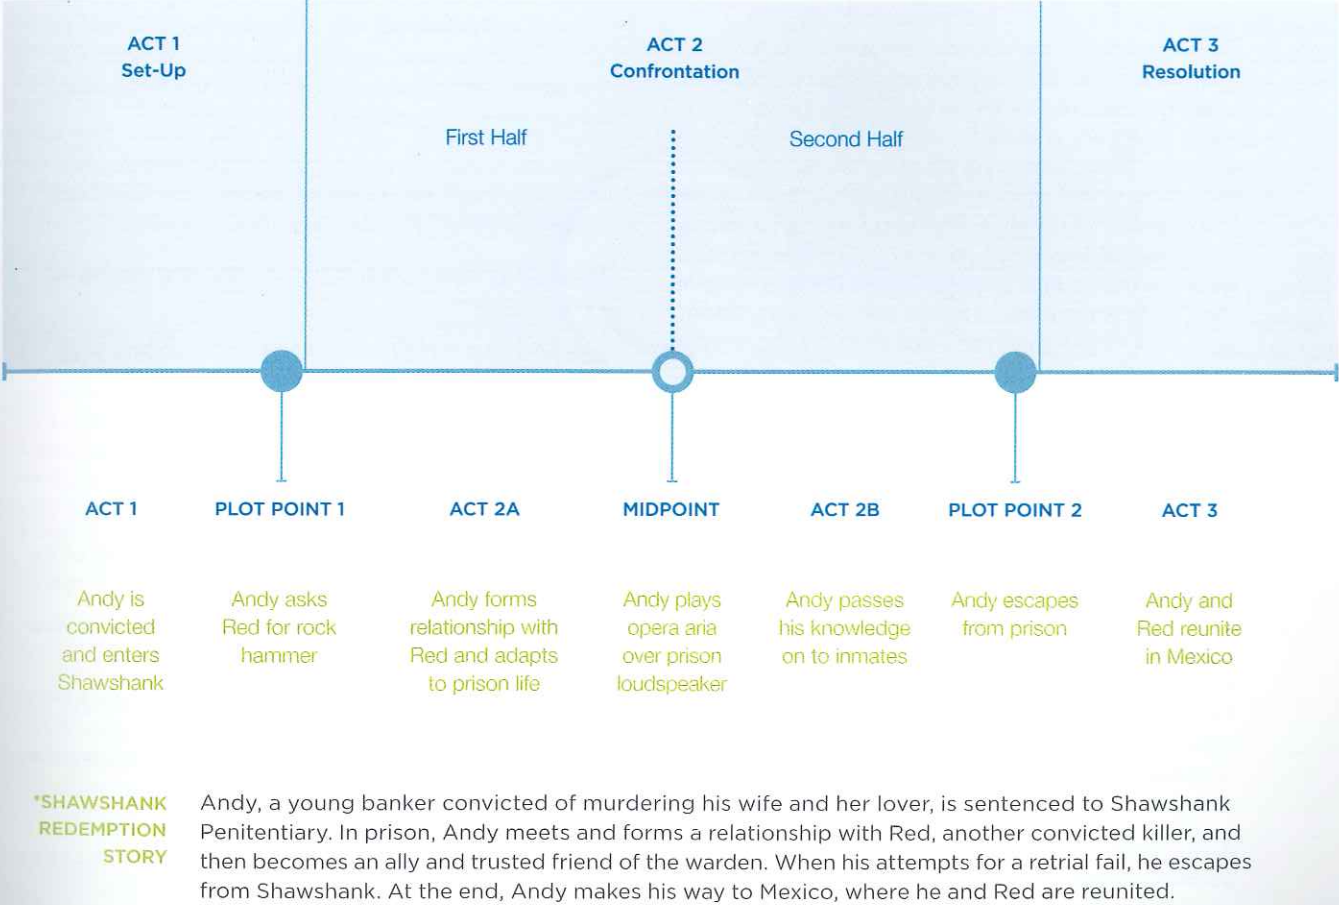 ACT 1
Set-Up
ACT 2
Confrontation
ACT 3
Resolution
First Half
Second Half
ACT 1
PLOT POINT 1
ACT 2A
MIDPOINT
ACT 2B
PLOT POINT 2
ACT 3
Andy is
convicted
and enters
Shawshank
Andy asks
Red for rock
hammer
Andy forms
relationship with
Red and adapts
to prison life
Andy plays
opera aria
over prison
loudspeaker
Andy passes
his knowledge
on to inmates
Andy escapes
from prison
Andy and
Red reunite
in Mexico
*SHAWSHANK
REDEMPTION
STORY
Andy, a young banker convicted of murdering his wife and her lover, is sentenced to Shawshank
Penitentiary. In prison, Andy meets and forms a relationship with Red, another convicted killer, and
then becomes an ally and trusted friend of the warden. When his attempts for a retrial fail, he escapes
from Shawshank. At the end, Andy makes his way to Mexico, where he and Red are reunited.